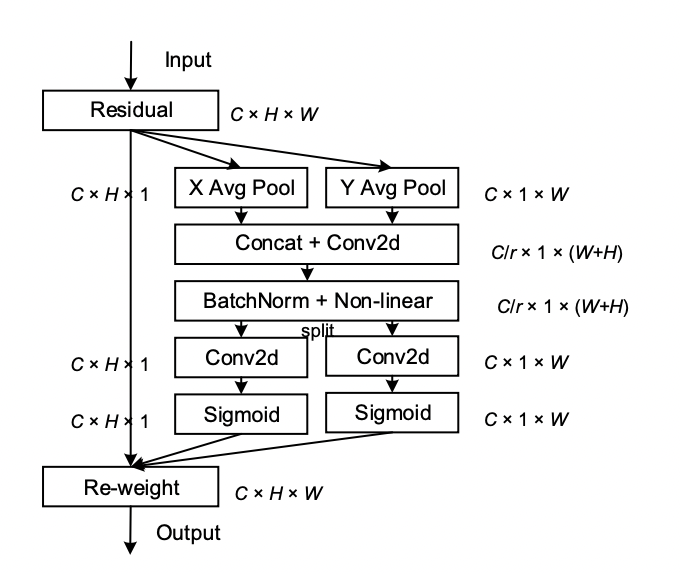 Input
Residual
C × H × W
C × H × 1
X Avg Pool
Y Avg Pool
C × 1 × W
Concat + Conv2d
C/r × 1 × (W+H)
BatchNorm + Non-linear
C/r × 1 × (W+H)
split
C × H × 1
Conv2d
Conv2d
C × 1 × W
C × H × 1
Sigmoid
Sigmoid
C × 1 × W
Re-weight
C × H × W
Output